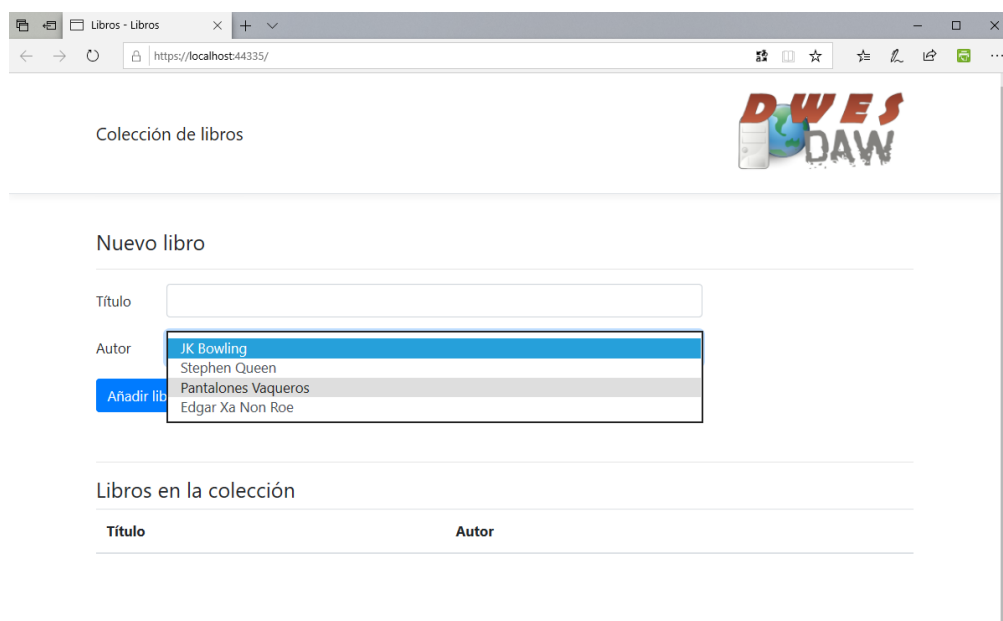 Libros - Libros
https://localhost:44335/
Colección de libros
DWES
DAW
Nuevo libro
Título
Autor
JK Bowling
Stephen Queen
Pantalones Vaqueros
Edgar Xa Non Roe
Añadir lib
Libros en la colección
Título Autor